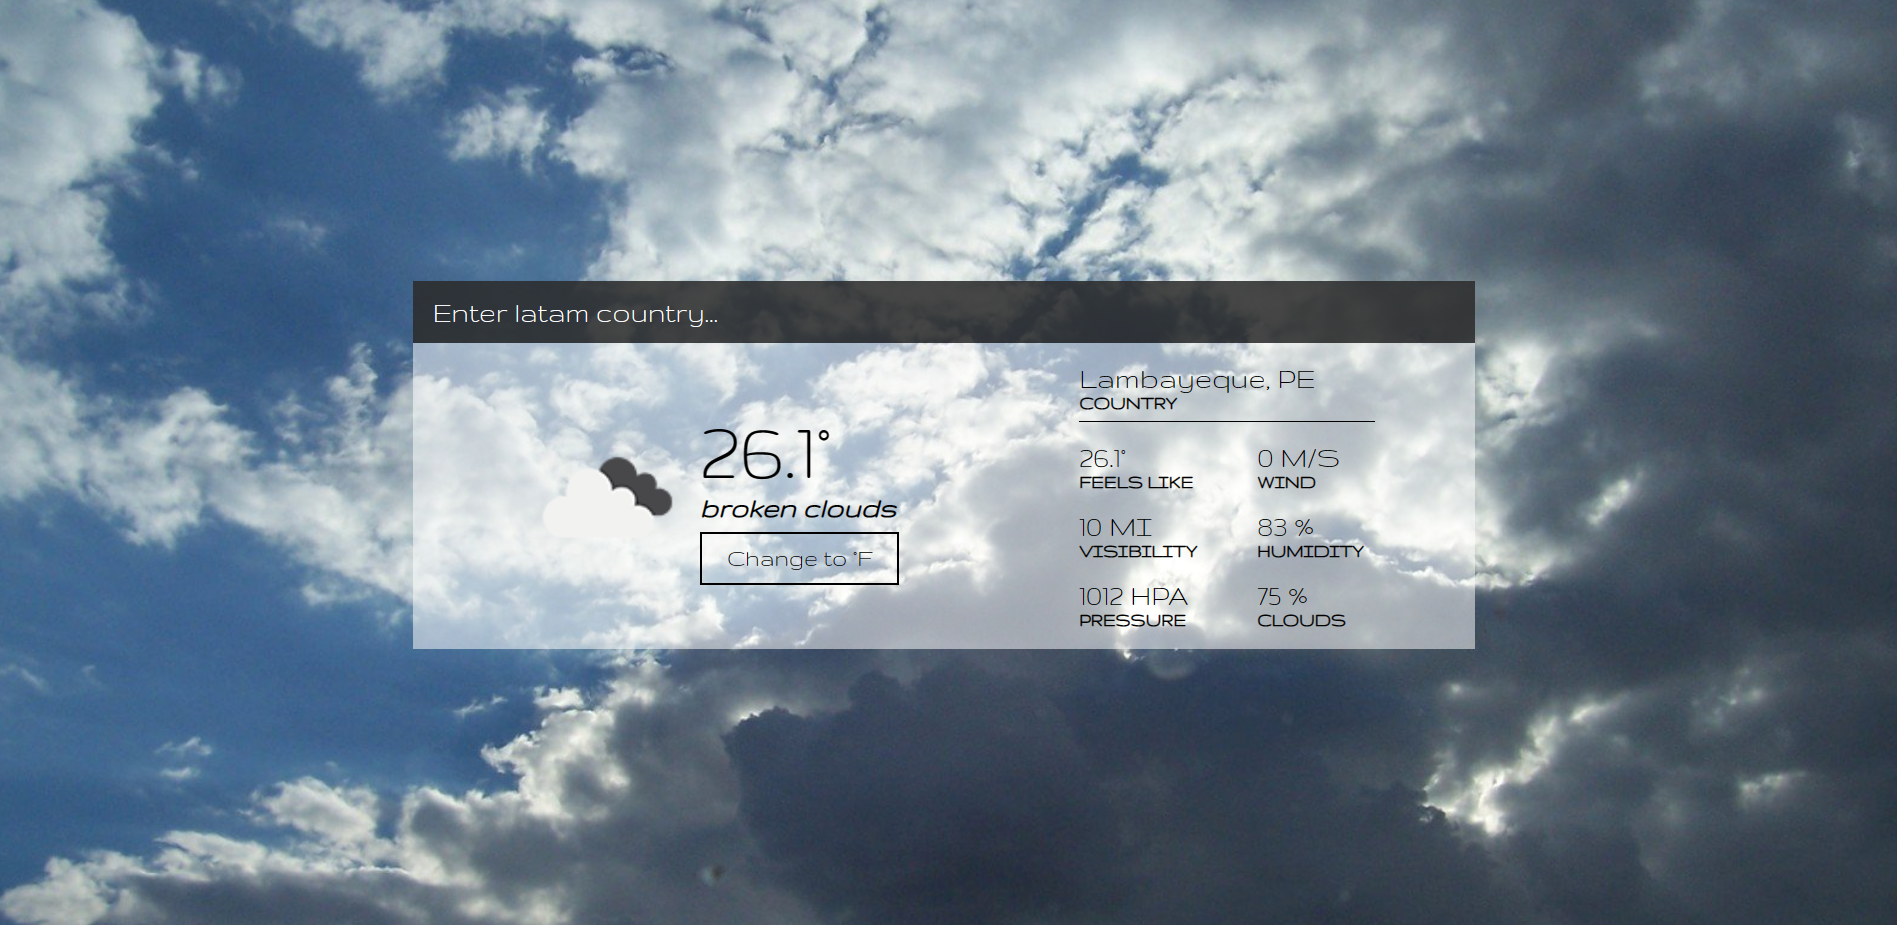 Enter latam country...
Lambayeque, PE
COUNTRY
26.1°
broken clouds
Change to °F
26.1°
FEELS LIKE
0 M/S
WIND
10 MI
VISIBILITY
83 %
HUMIDITY
1012 HPA
PRESSURE
75 %
CLOUDS